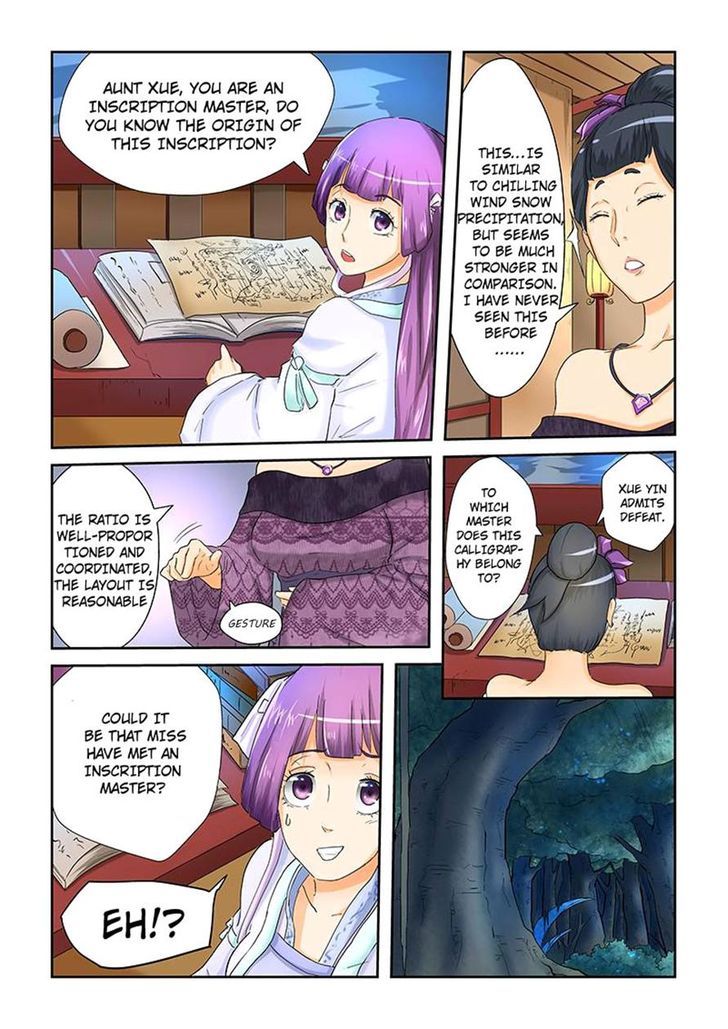 AUNT XUE, YOU ARE AN
INSCRIPTION MASTER, DO
YOU KNOW THE ORIGIN OF
THIS INSCRIPTION?
THIS...IS
SIMILAR
TO CHILLING
WIND SNOW
PRECIPITATION,
BUT SEEMS
TO BE MUCH
STRONGER IN
COMPARISON.
I HAVE NEVER
SEEN THIS
BEFORE
......
THE RATIO IS
WELL-PROPOR
TIONED AND
COORDINATED,
THE LAYOUT IS
REASONABLE
GESTURE
TO
WHICH
MASTER
DOES THIS
CALLIGRAP-
HY BELONG
TO?
XUE YIN
ADMITS
DEFEAT.
COULD IT
BE THAT MISS
HAVE MET AN
INSCRIPTION
MASTER?
EH!?